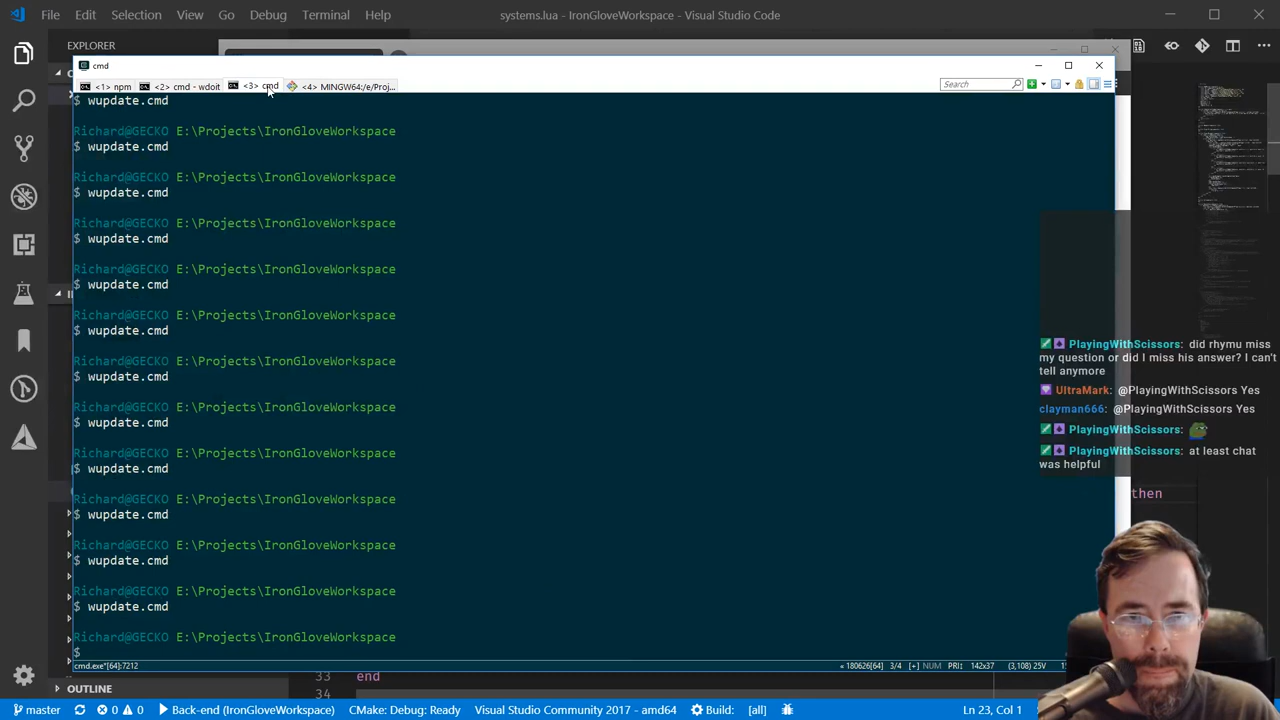 File Edit Selection View Go Debug Terminal Help
systems.lua - IronGloveWorkspace - Visual Studio Code
EXPLORER
cmd
<1> npm
<2> cmd - wdoit
<3> cmd
<4> MINGW64:/e/Proj...
Search
$ wupdate.cmd
Richard@GECKO E:\Projects\IronGloveWorkspace
$ wupdate.cmd
Richard@GECKO E:\Projects\IronGloveWorkspace
$ wupdate.cmd
Richard@GECKO E:\Projects\IronGloveWorkspace
$ wupdate.cmd
Richard@GECKO E:\Projects\IronGloveWorkspace
$ wupdate.cmd
Richard@GECKO E:\Projects\IronGloveWorkspace
$ wupdate.cmd
Richard@GECKO E:\Projects\IronGloveWorkspace
$ wupdate.cmd
Richard@GECKO E:\Projects\IronGloveWorkspace
$ wupdate.cmd
Richard@GECKO E:\Projects\IronGloveWorkspace
$ wupdate.cmd
Richard@GECKO E:\Projects\IronGloveWorkspace
$ wupdate.cmd
Richard@GECKO E:\Projects\IronGloveWorkspace
$ wupdate.cmd
Richard@GECKO E:\Projects\IronGloveWorkspace
$ wupdate.cmd
Richard@GECKO E:\Projects\IronGloveWorkspace
$
cmd.exe*[64]:7212
« 180626[64] 3/4 [+] NUM PRI: 142x37 (3,108) 25V
PlayingWithScissors: did rhymu miss
my question or did I miss his answer? I can't
tell anymore
UltraMark: @PlayingWithScissors Yes
clayman666: @PlayingWithScissors Yes
PlayingWithScissors:
PlayingWithScissors: at least chat
was helpful
then
33 end
34
OUTLINE
master
0 0
Back-end (IronGloveWorkspace)
CMake: Debug: Ready
Visual Studio Community 2017 - amd64
Build: [all]
Ln 23, Col 1